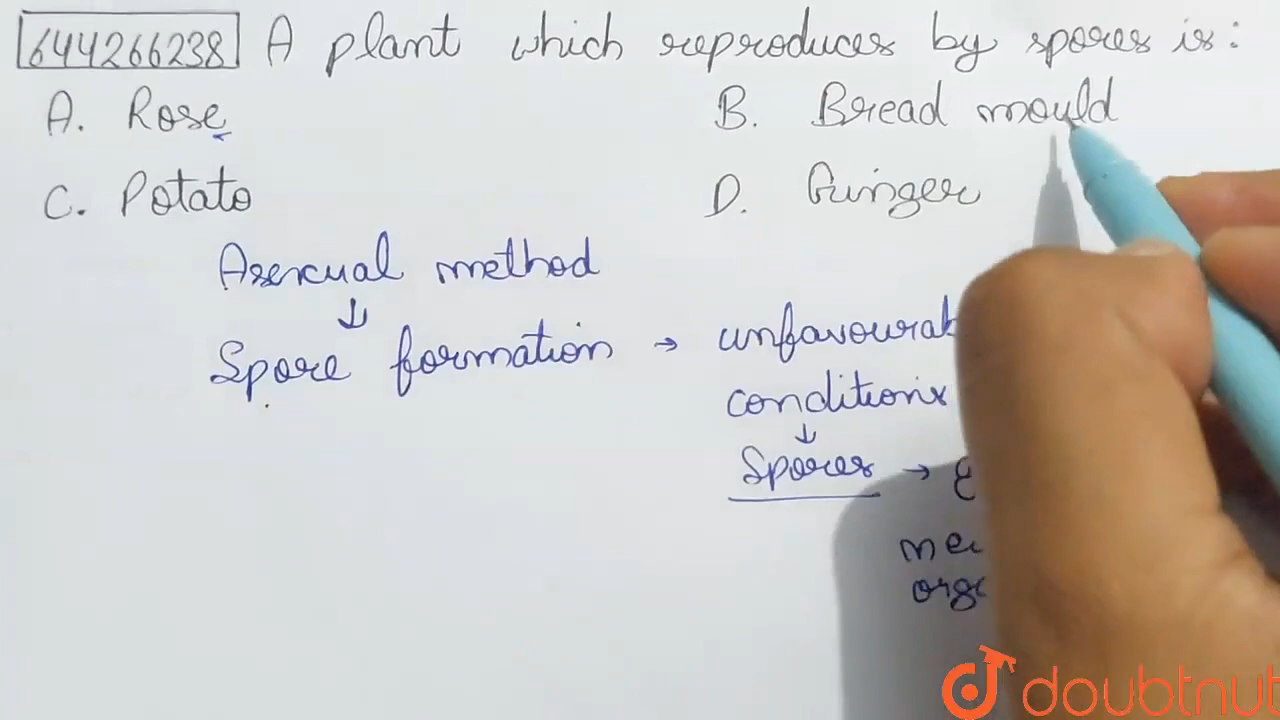 644266238 A plant which reproduces by spores is:
A. Rose B. Bread mould
C. Potato D. Ginger
Asexual method
↓
Spore formation → unfavourab
conditions
↓
Spores →
doubtnut